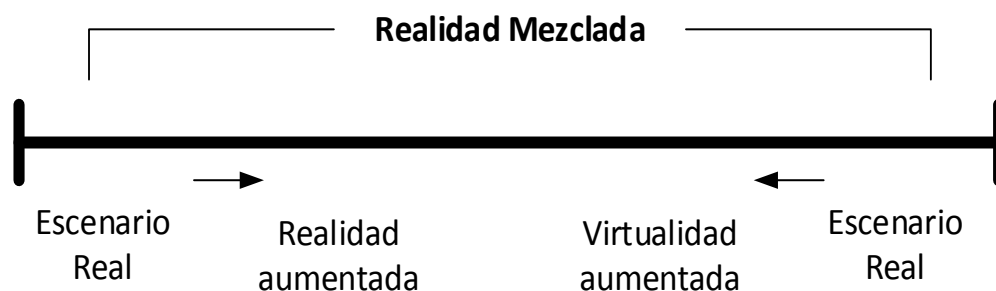 Realidad Mezclada
Escenario
Real
Realidad
aumentada
Virtualidad
aumentada
Escenario
Real